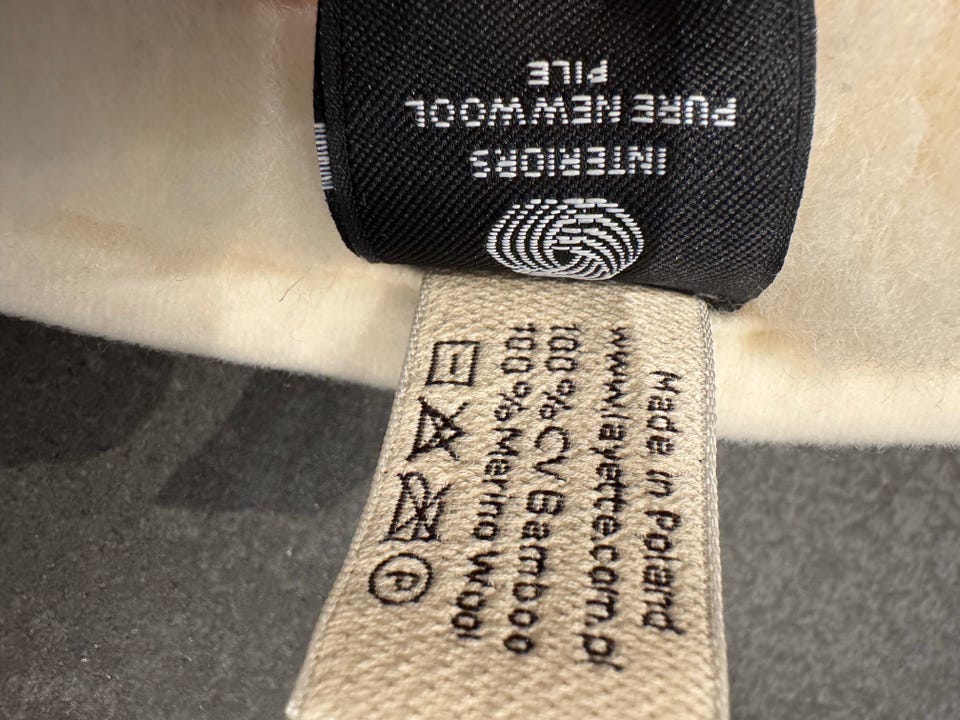 INTERIORS
PURE NEW WOOL
PILE
Made in Poland
www.layette.com.pl
100 % CV Bamboo
100 % Merino Wool
P